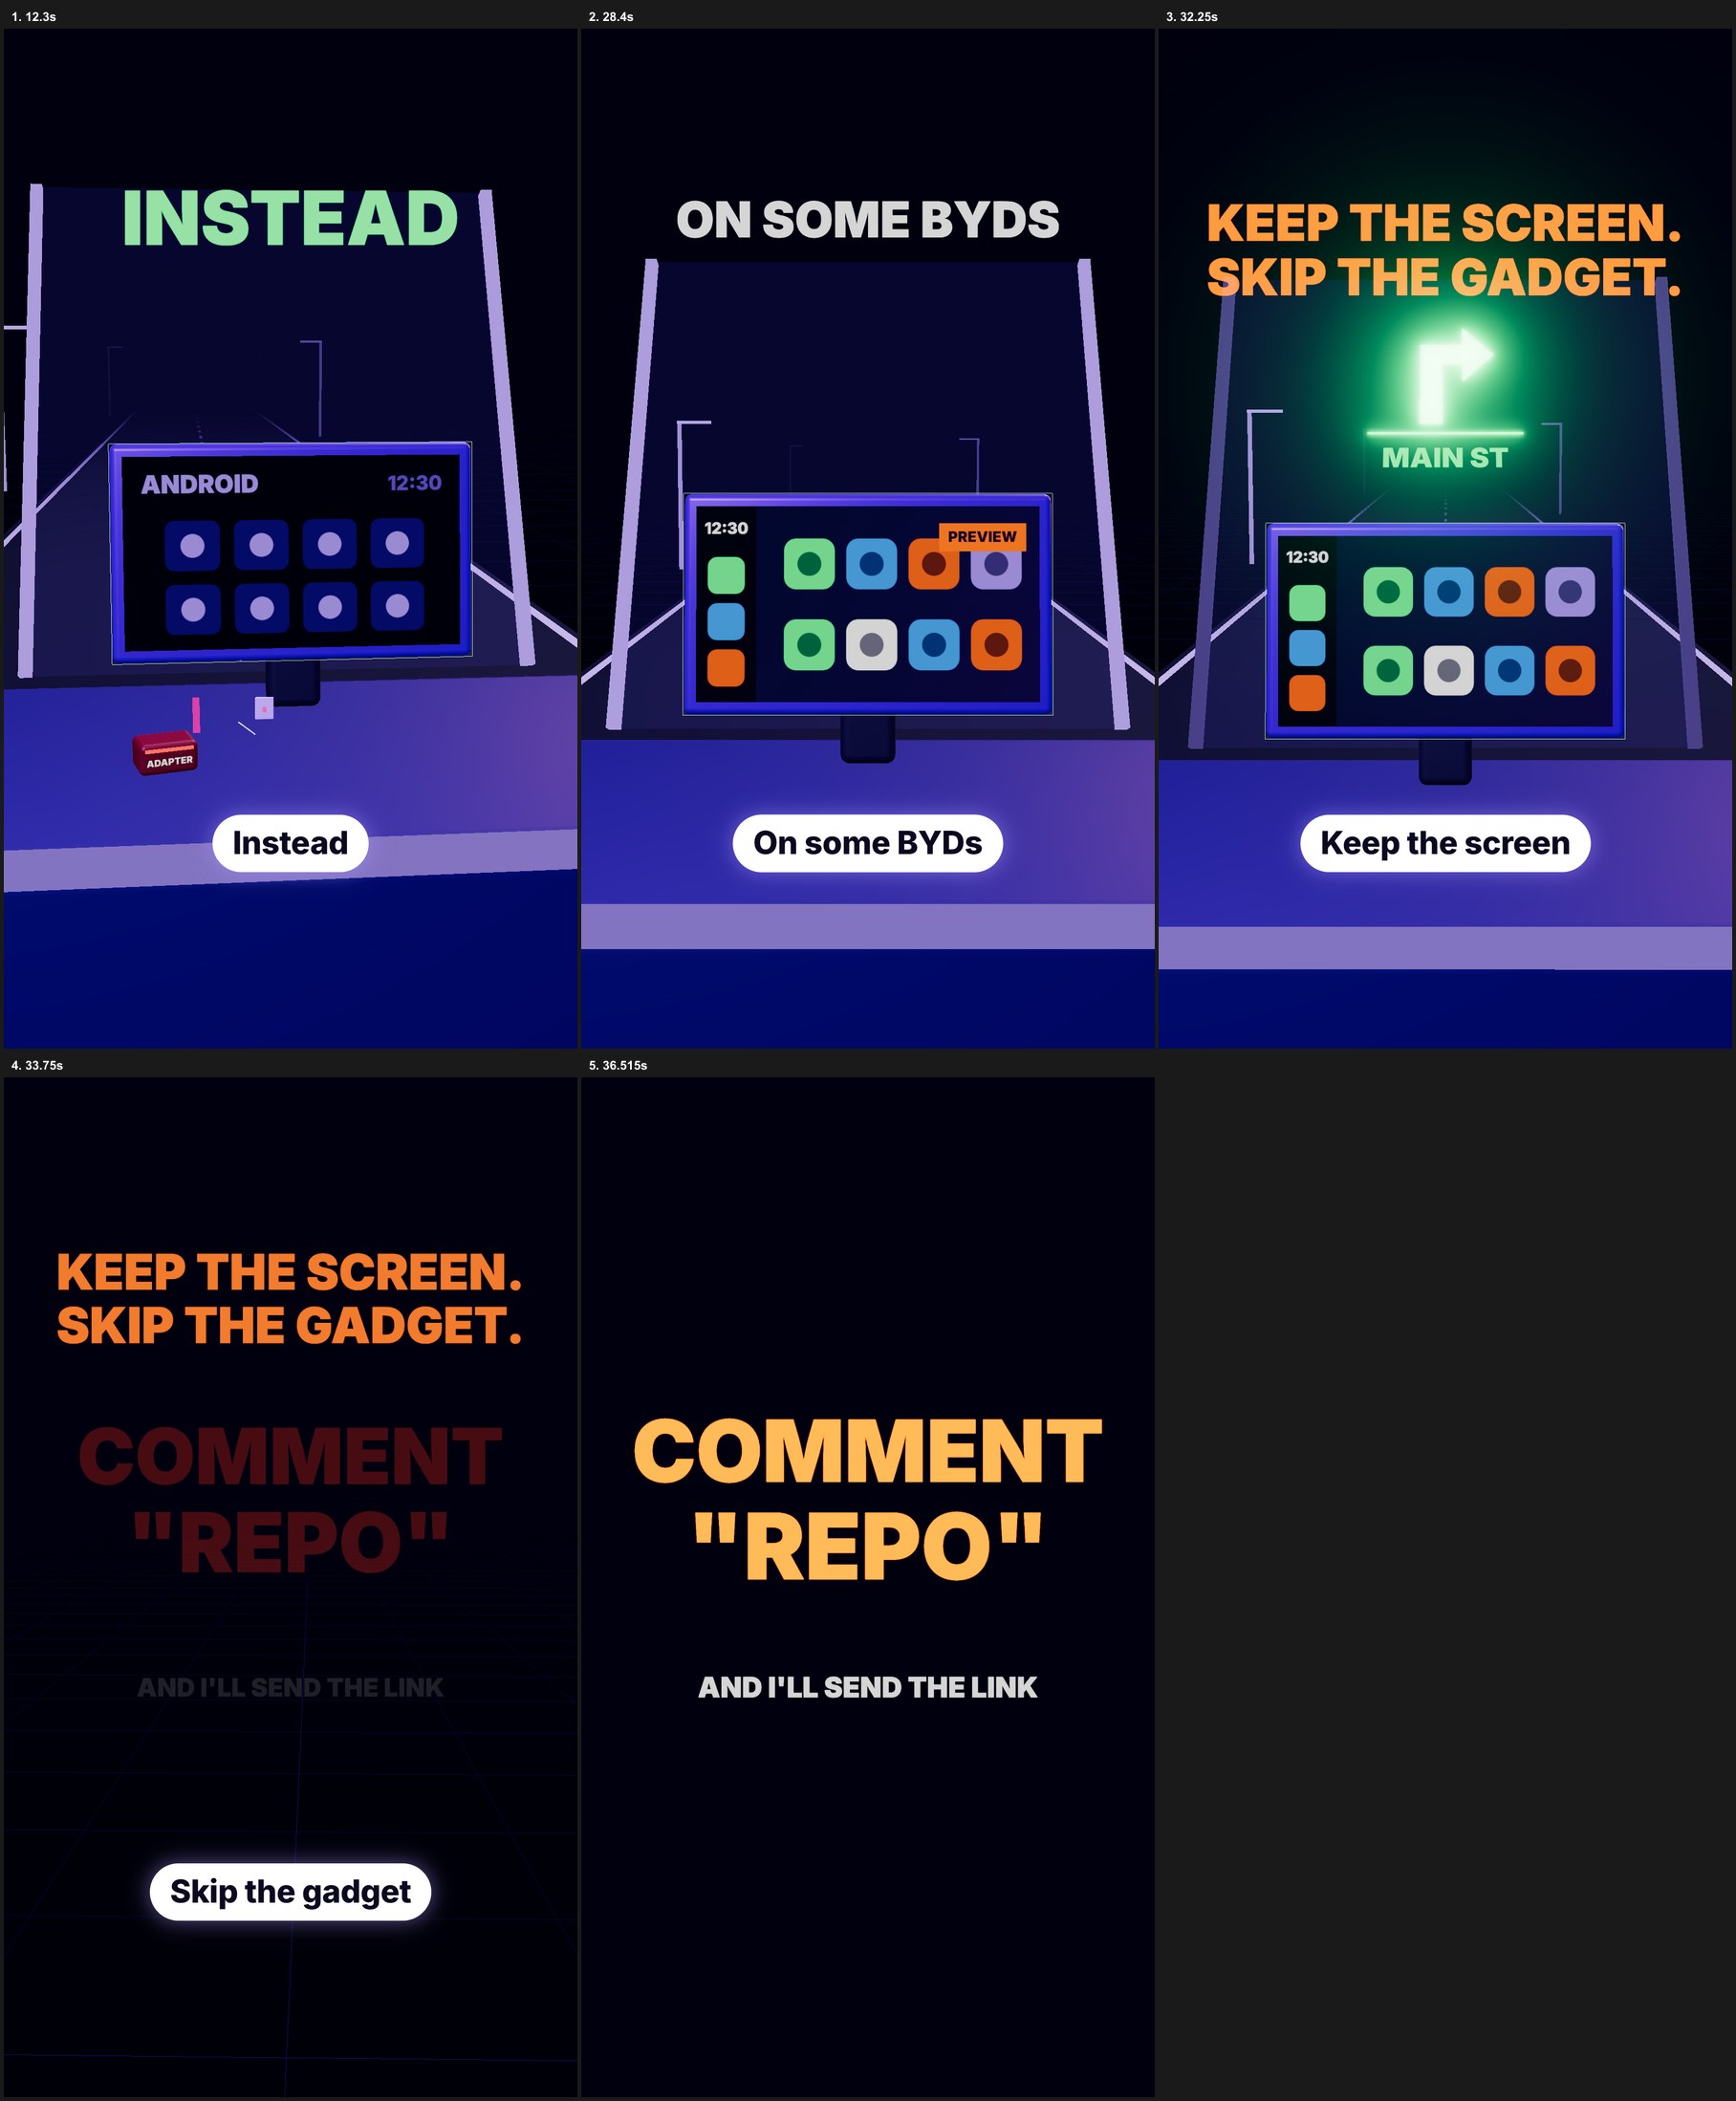 1. 12.3s
INSTEAD
ANDROID 12:30
ADAPTER
Instead
2. 28.4s
ON SOME BYDS
12:30
PREVIEW
On some BYDs
3. 32.25s
KEEP THE SCREEN.
SKIP THE GADGET.
MAIN ST
12:30
Keep the screen
4. 33.75s
KEEP THE SCREEN.
SKIP THE GADGET.
COMMENT
"REPO"
AND I'LL SEND THE LINK
Skip the gadget
5. 36.515s
COMMENT
"REPO"
AND I'LL SEND THE LINK